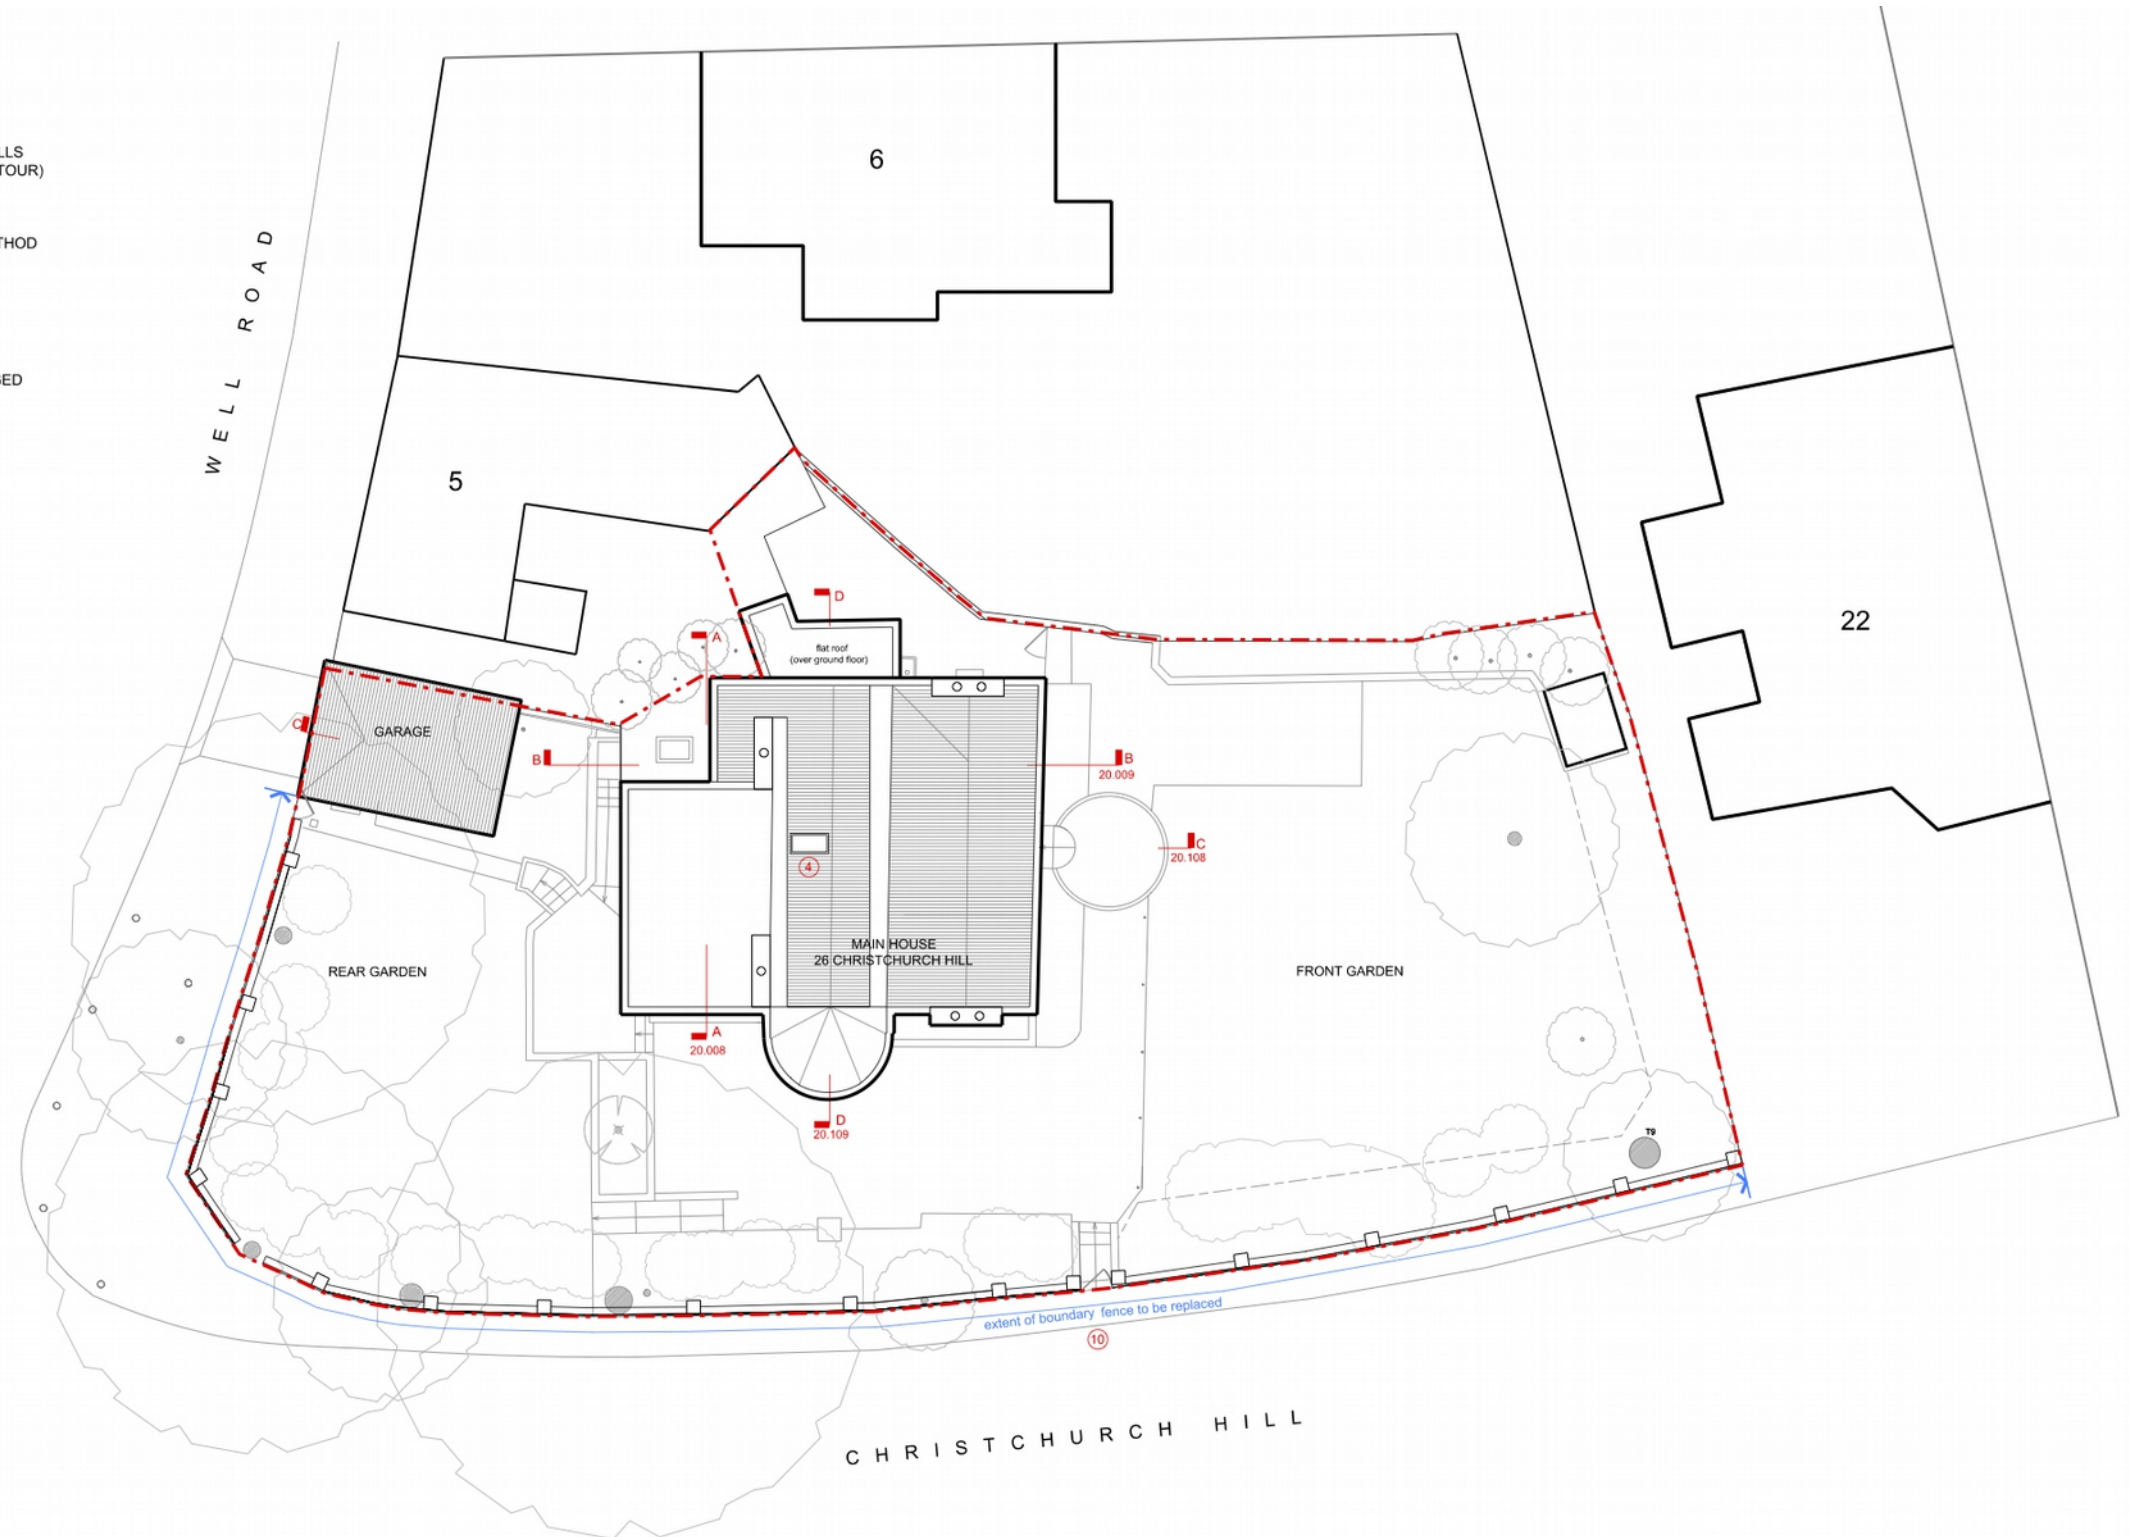 LLS
TOUR)
THOD
GED
WELL ROAD
6
5
22
D
flat roof
(over ground floor)
A
GARAGE
C
B
B
20.009
C
20.108
4
MAIN HOUSE
26 CHRISTCHURCH HILL
REAR GARDEN
FRONT GARDEN
A
20.008
D
20.109
T9
extent of boundary fence to be replaced
10
CHRISTCHURCH HILL